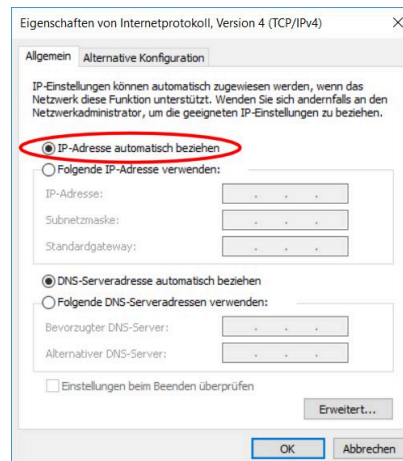 Eigenschaften von Internetprotokoll, Version 4 (TCP/IPv4)
Allgemein Alternative Konfiguration
IP-Einstellungen können automatisch zugewiesen werden, wenn das
Netzwerk diese Funktion unterstützt. Wenden Sie sich andernfalls an den
Netzwerkadministrator, um die geeigneten IP-Einstellungen zu beziehen.
IP-Adresse automatisch beziehen
Folgende IP-Adresse verwenden:
IP-Adresse:
Subnetzmaske:
Standardgateway:
DNS-Serveradresse automatisch beziehen
Folgende DNS-Serveradressen verwenden:
Bevorzugter DNS-Server:
Alternativer DNS-Server:
Einstellungen beim Beenden überprüfen
Erweitert...
OK Abbrechen